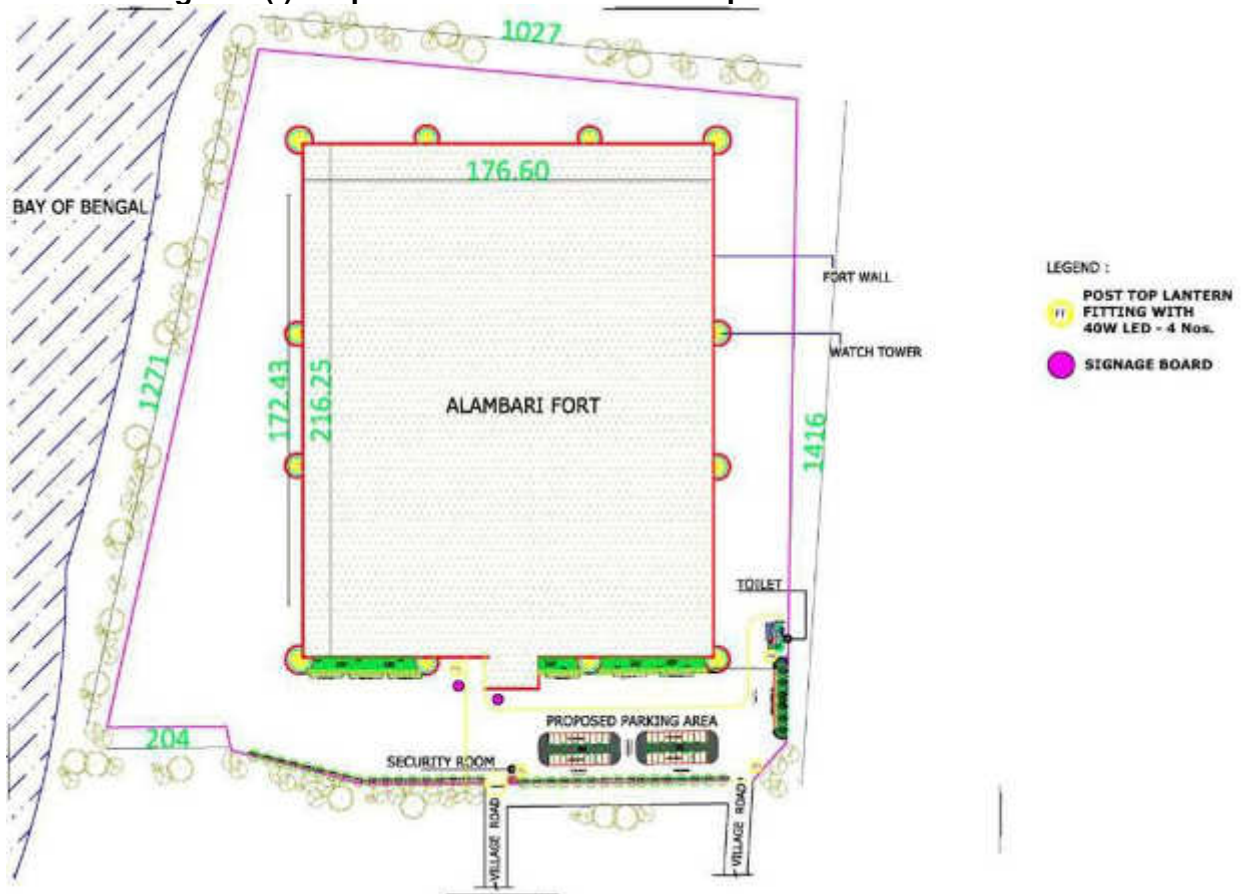 1027
176.60
BAY OF BENGAL
FORT WALL
LEGEND :
POST TOP LANTERN
FITTING WITH
40W LED - 4 Nos.
SIGNAGE BOARD
WATCH TOWER
1271
172.43
216.25
ALAMBARI FORT
1416
TOILET
204
PROPOSED PARKING AREA
SECURITY ROOM
VILLAGE ROAD
VILLAGE ROAD